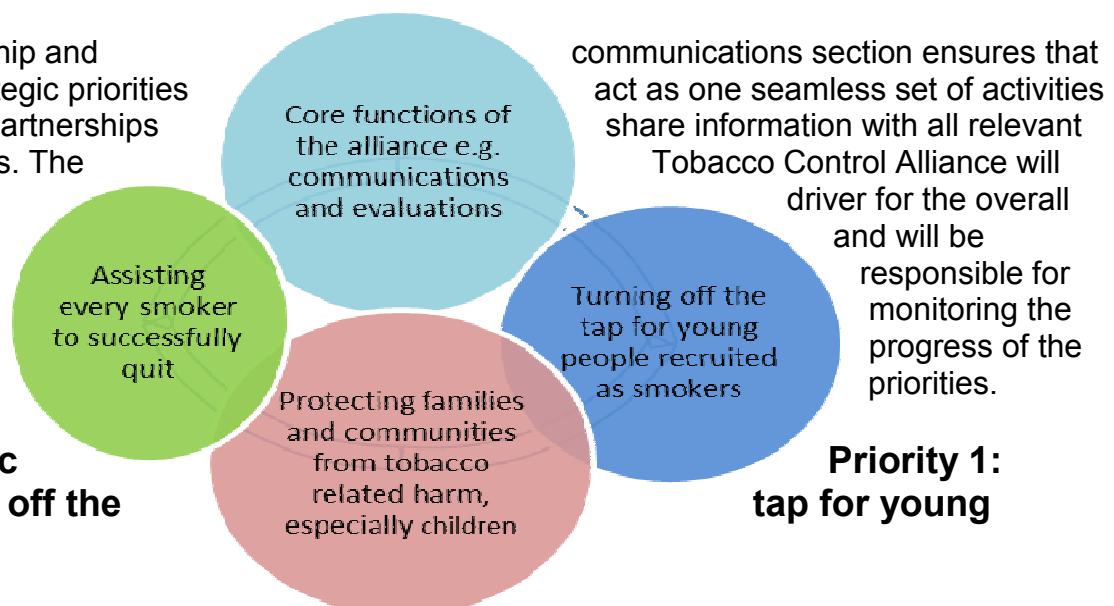 hip and
tegic priorities
artnerships
s. The
communications section ensures that
act as one seamless set of activities
share information with all relevant
Tobacco Control Alliance will
driver for the overall
and will be
responsible for
monitoring the
progress of the
priorities.
Core functions of
the alliance e.g.
communications
and evaluations
Assisting
every smoker
to successfully
quit
Turning off the
tap for young
people recruited
as smokers
Protecting families
and communities
from tobacco
related harm,
especially children
c
off the
Priority 1:
tap for young